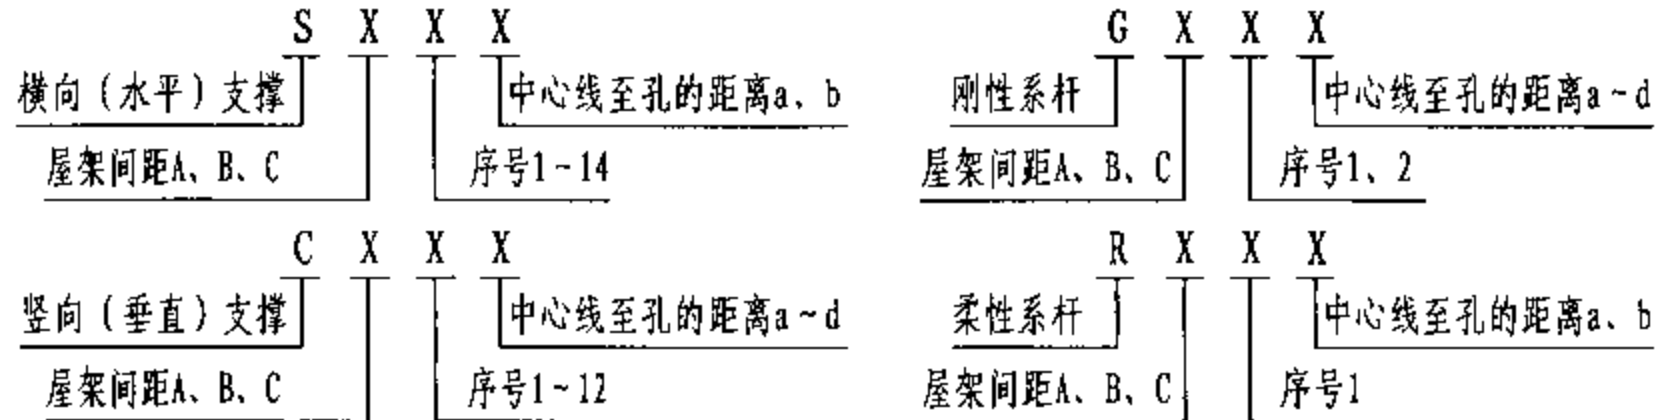 S X X X
横向（水平）支撑
中心线至孔的距离a、b
屋架间距A、B、C
序号1~14
G X X X
刚性系杆
中心线至孔的距离a~d
屋架间距A、B、C
序号1、2
C X X X
竖向（垂直）支撑
中心线至孔的距离a~d
屋架间距A、B、C
序号1~12
R X X X
柔性系杆
中心线至孔的距离a、b
屋架间距A、B、C
序号1